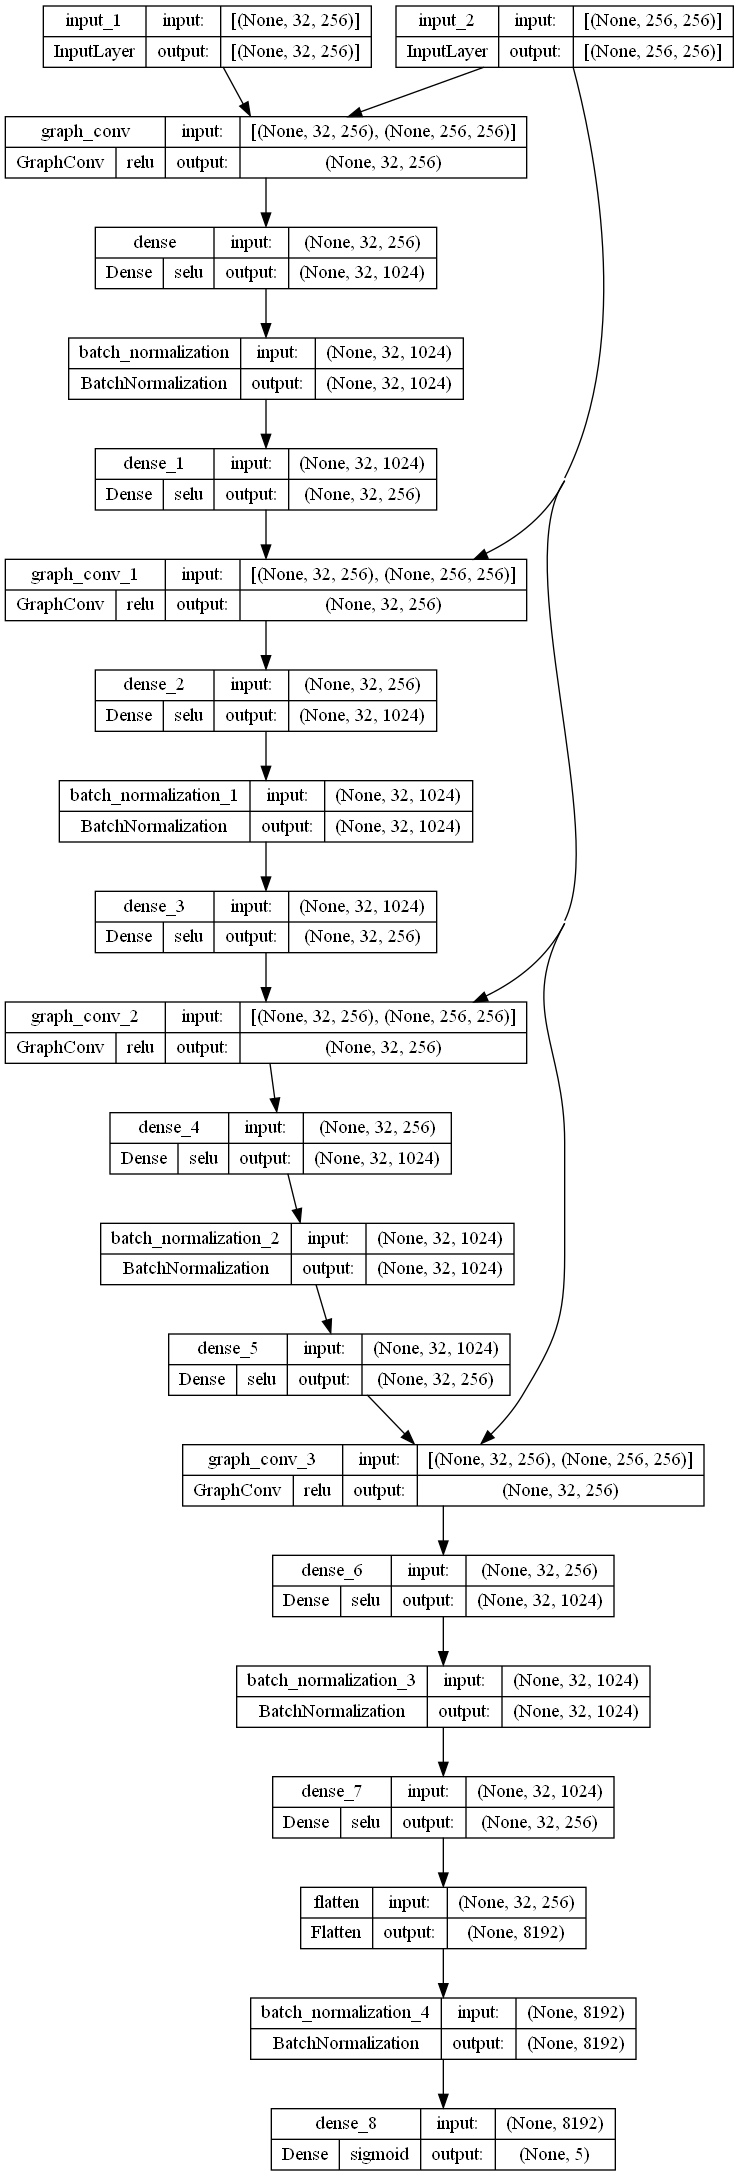 input_1 input: [(None, 32, 256)]
InputLayer output: [(None, 32, 256)]
input_2 input: [(None, 256, 256)]
InputLayer output: [(None, 256, 256)]
graph_conv input: [(None, 32, 256), (None, 256, 256)]
GraphConv relu output: (None, 32, 256)
dense input: (None, 32, 256)
Dense selu output: (None, 32, 1024)
batch_normalization input: (None, 32, 1024)
BatchNormalization output: (None, 32, 1024)
dense_1 input: (None, 32, 1024)
Dense selu output: (None, 32, 256)
graph_conv_1 input: [(None, 32, 256), (None, 256, 256)]
GraphConv relu output: (None, 32, 256)
dense_2 input: (None, 32, 256)
Dense selu output: (None, 32, 1024)
batch_normalization_1 input: (None, 32, 1024)
BatchNormalization output: (None, 32, 1024)
dense_3 input: (None, 32, 1024)
Dense selu output: (None, 32, 256)
graph_conv_2 input: [(None, 32, 256), (None, 256, 256)]
GraphConv relu output: (None, 32, 256)
dense_4 input: (None, 32, 256)
Dense selu output: (None, 32, 1024)
batch_normalization_2 input: (None, 32, 1024)
BatchNormalization output: (None, 32, 1024)
dense_5 input: (None, 32, 1024)
Dense selu output: (None, 32, 256)
graph_conv_3 input: [(None, 32, 256), (None, 256, 256)]
GraphConv relu output: (None, 32, 256)
dense_6 input: (None, 32, 256)
Dense selu output: (None, 32, 1024)
batch_normalization_3 input: (None, 32, 1024)
BatchNormalization output: (None, 32, 1024)
dense_7 input: (None, 32, 1024)
Dense selu output: (None, 32, 256)
flatten input: (None, 32, 256)
Flatten output: (None, 8192)
batch_normalization_4 input: (None, 8192)
BatchNormalization output: (None, 8192)
dense_8 input: (None, 8192)
Dense sigmoid output: (None, 5)